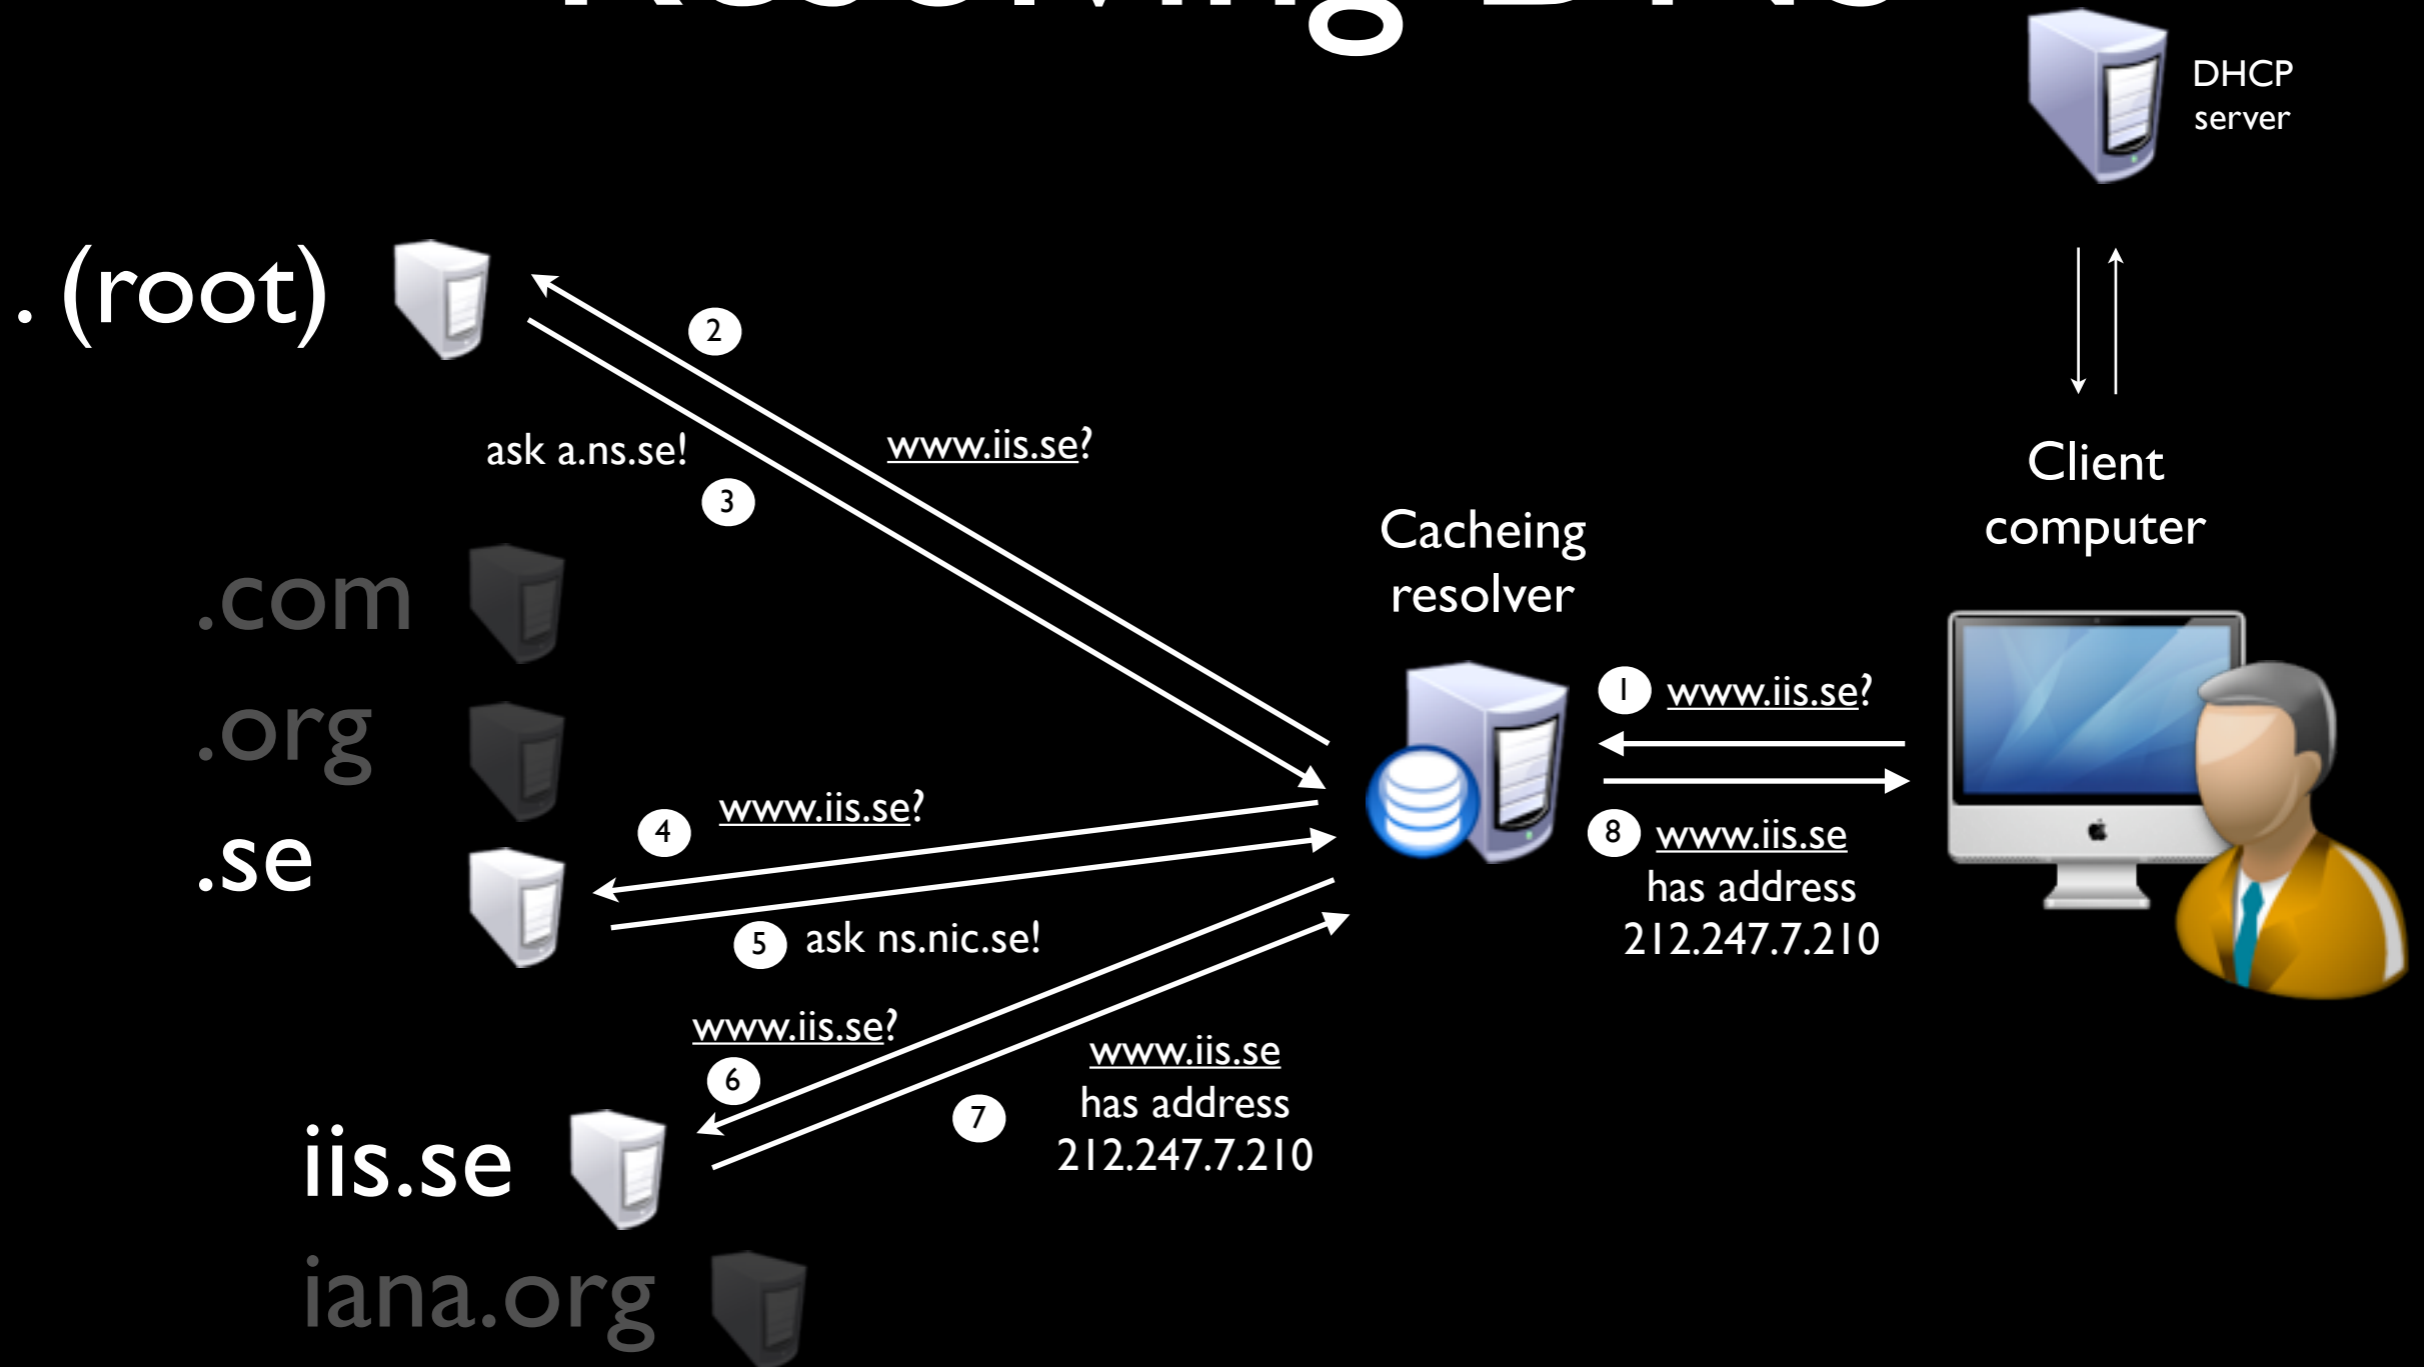 Resolving DNS
DHCP
server
. (root)
2
ask a.ns.se!
www.iis.se?
3
Client
computer
Cacheing
resolver
.com
.org
1 www.iis.se?
4 www.iis.se?
.se
8 www.iis.se
has address
212.247.7.210
5 ask ns.nic.se!
www.iis.se?
6
www.iis.se
has address
212.247.7.210
7
iis.se
iana.org